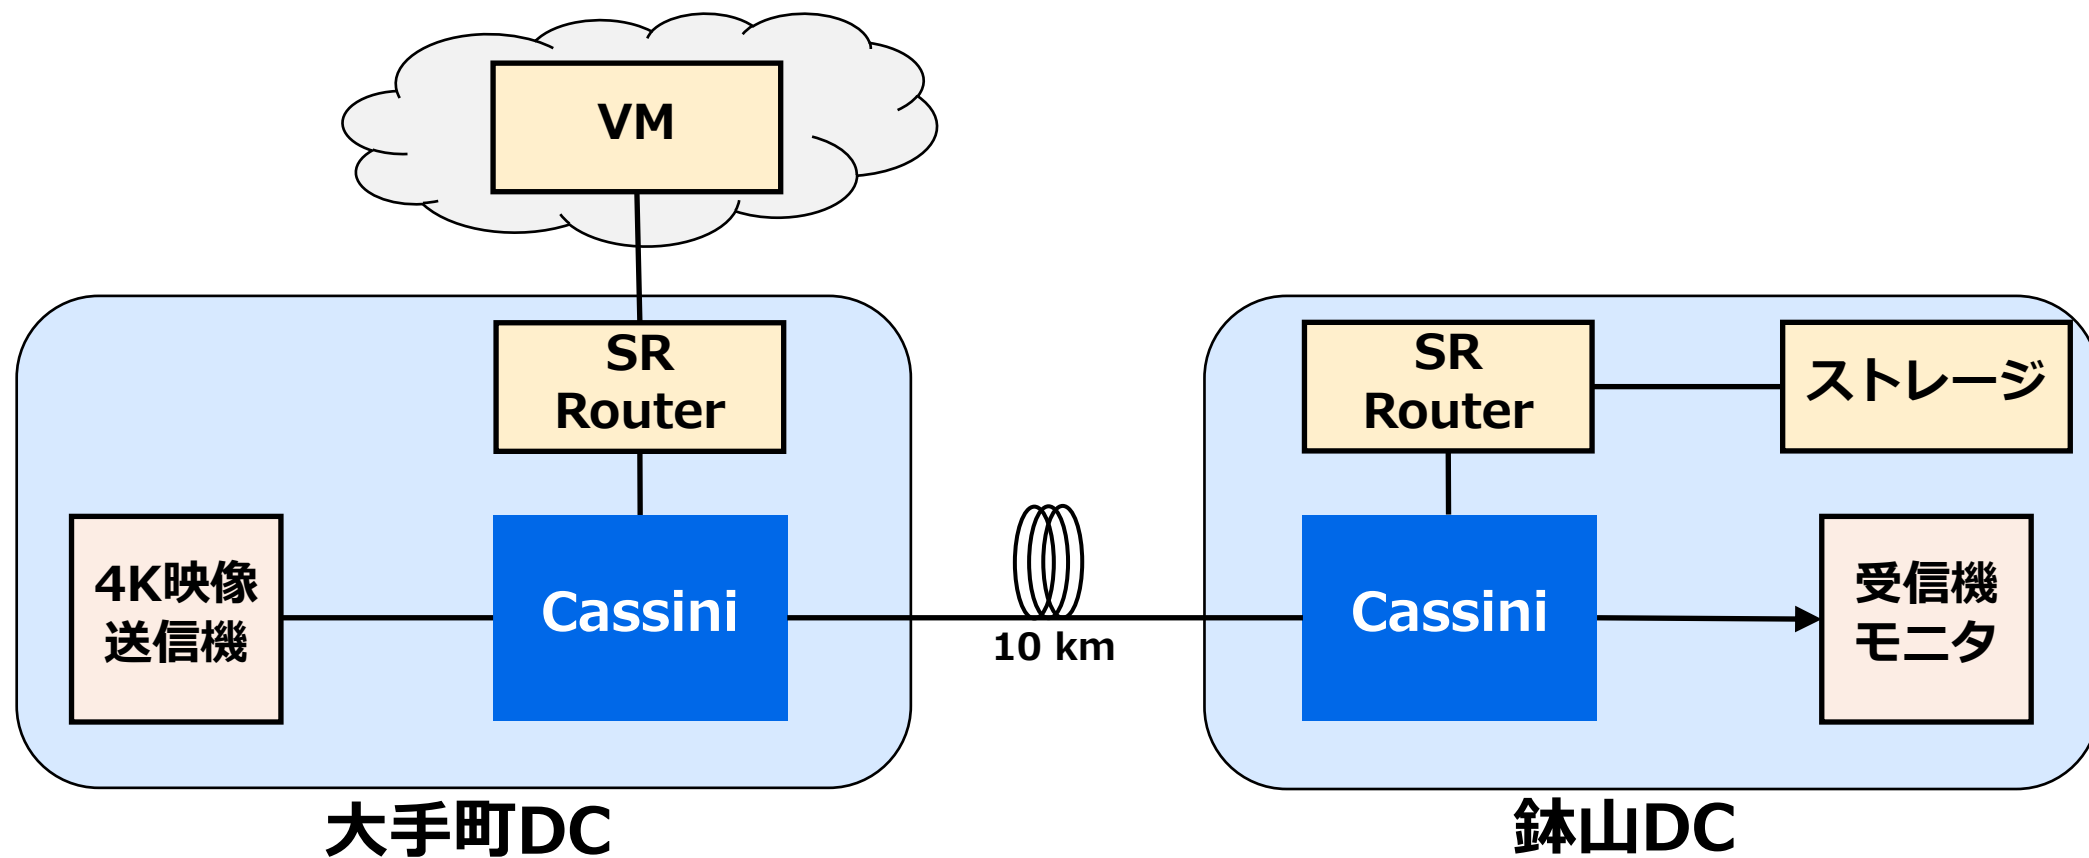 VM
SR
Router
4K映像
送信機
Cassini
大手町DC
10 km
SR
Router
ストレージ
Cassini
受信機
モニタ
鉢山DC